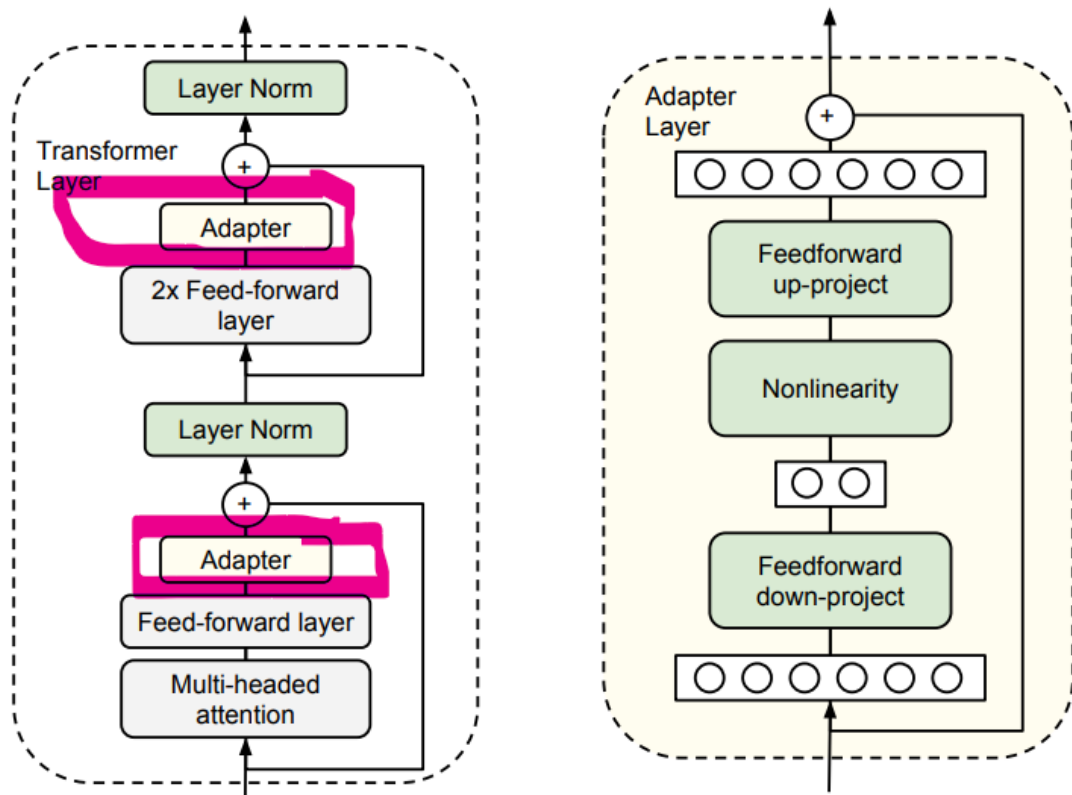 Layer Norm
Transformer
Layer
+
Adapter
2x Feed-forward
layer
Layer Norm
+
Adapter
Feed-forward layer
Multi-headed
attention
Adapter
Layer
+
Feedforward
up-project
Nonlinearity
Feedforward
down-project